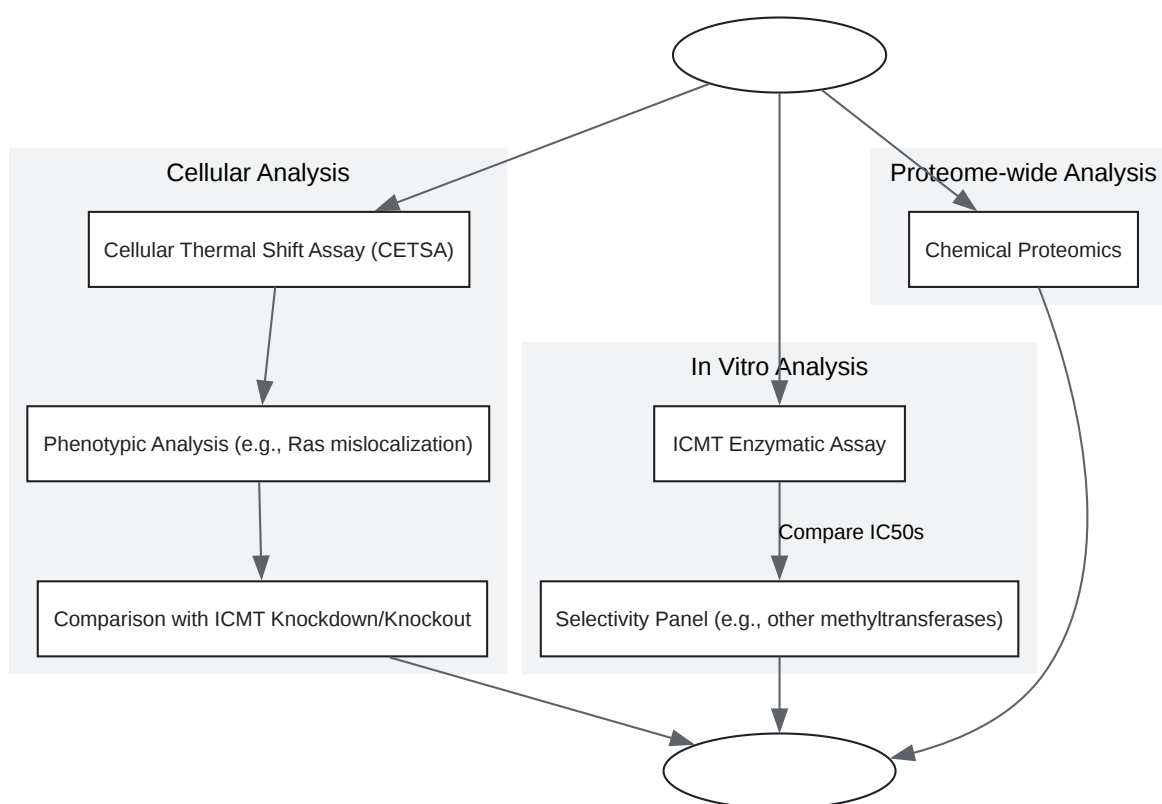 Cellular Analysis
Cellular Thermal Shift Assay (CETSA)
Phenotypic Analysis (e.g., Ras mislocalization)
Comparison with ICMT Knockdown/Knockout
In Vitro Analysis
ICMT Enzymatic Assay
Compare IC50s
Selectivity Panel (e.g., other methyltransferases)
Proteome-wide Analysis
Chemical Proteomics